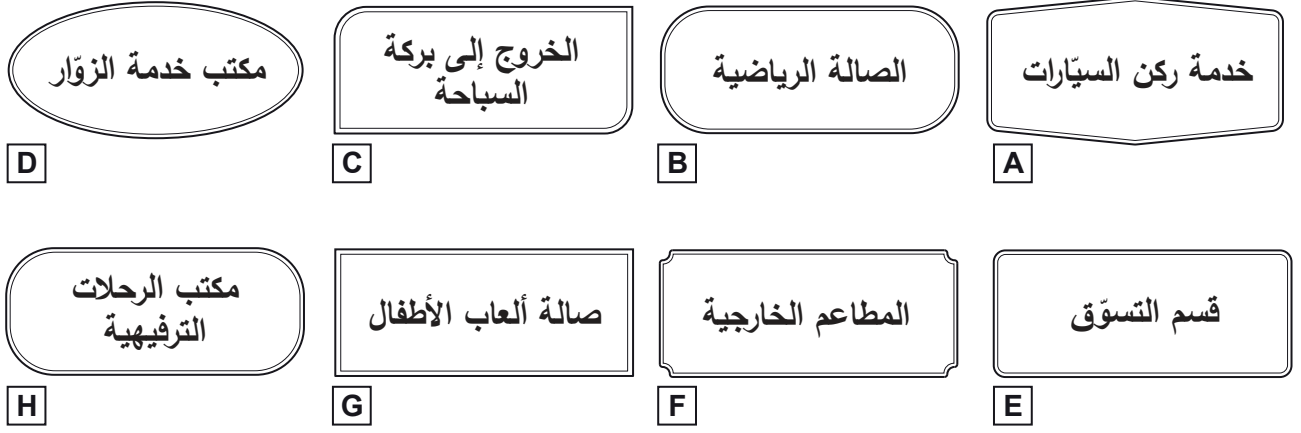 خدمة ركن السيّارات
A
الصالة الرياضية
B
الخروج إلى بركة
السباحة
C
مكتب خدمة الزوّار
D
قسم التسوّق
E
المطاعم الخارجية
F
صالة ألعاب الأطفال
G
مكتب الرحلات
الترفيهية
H